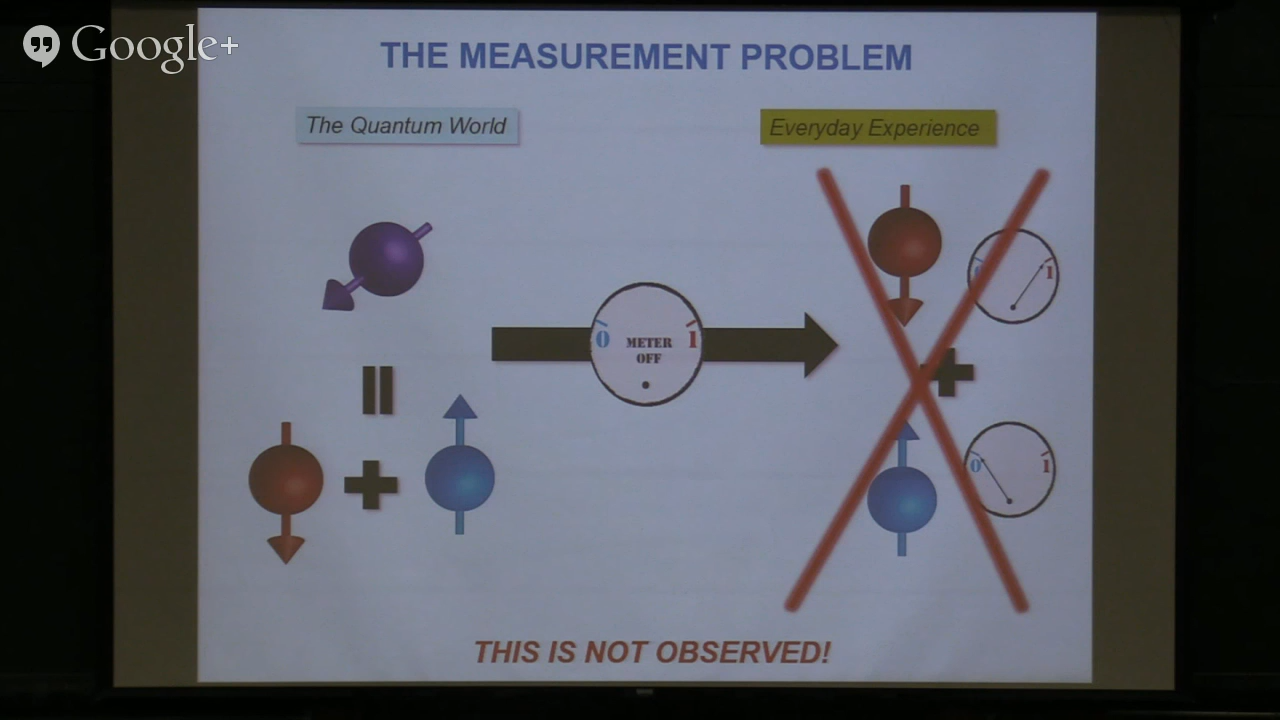 Google+
THE MEASUREMENT PROBLEM
The Quantum World
Everyday Experience
0 1
METER
OFF
0 1
0 1
THIS IS NOT OBSERVED!